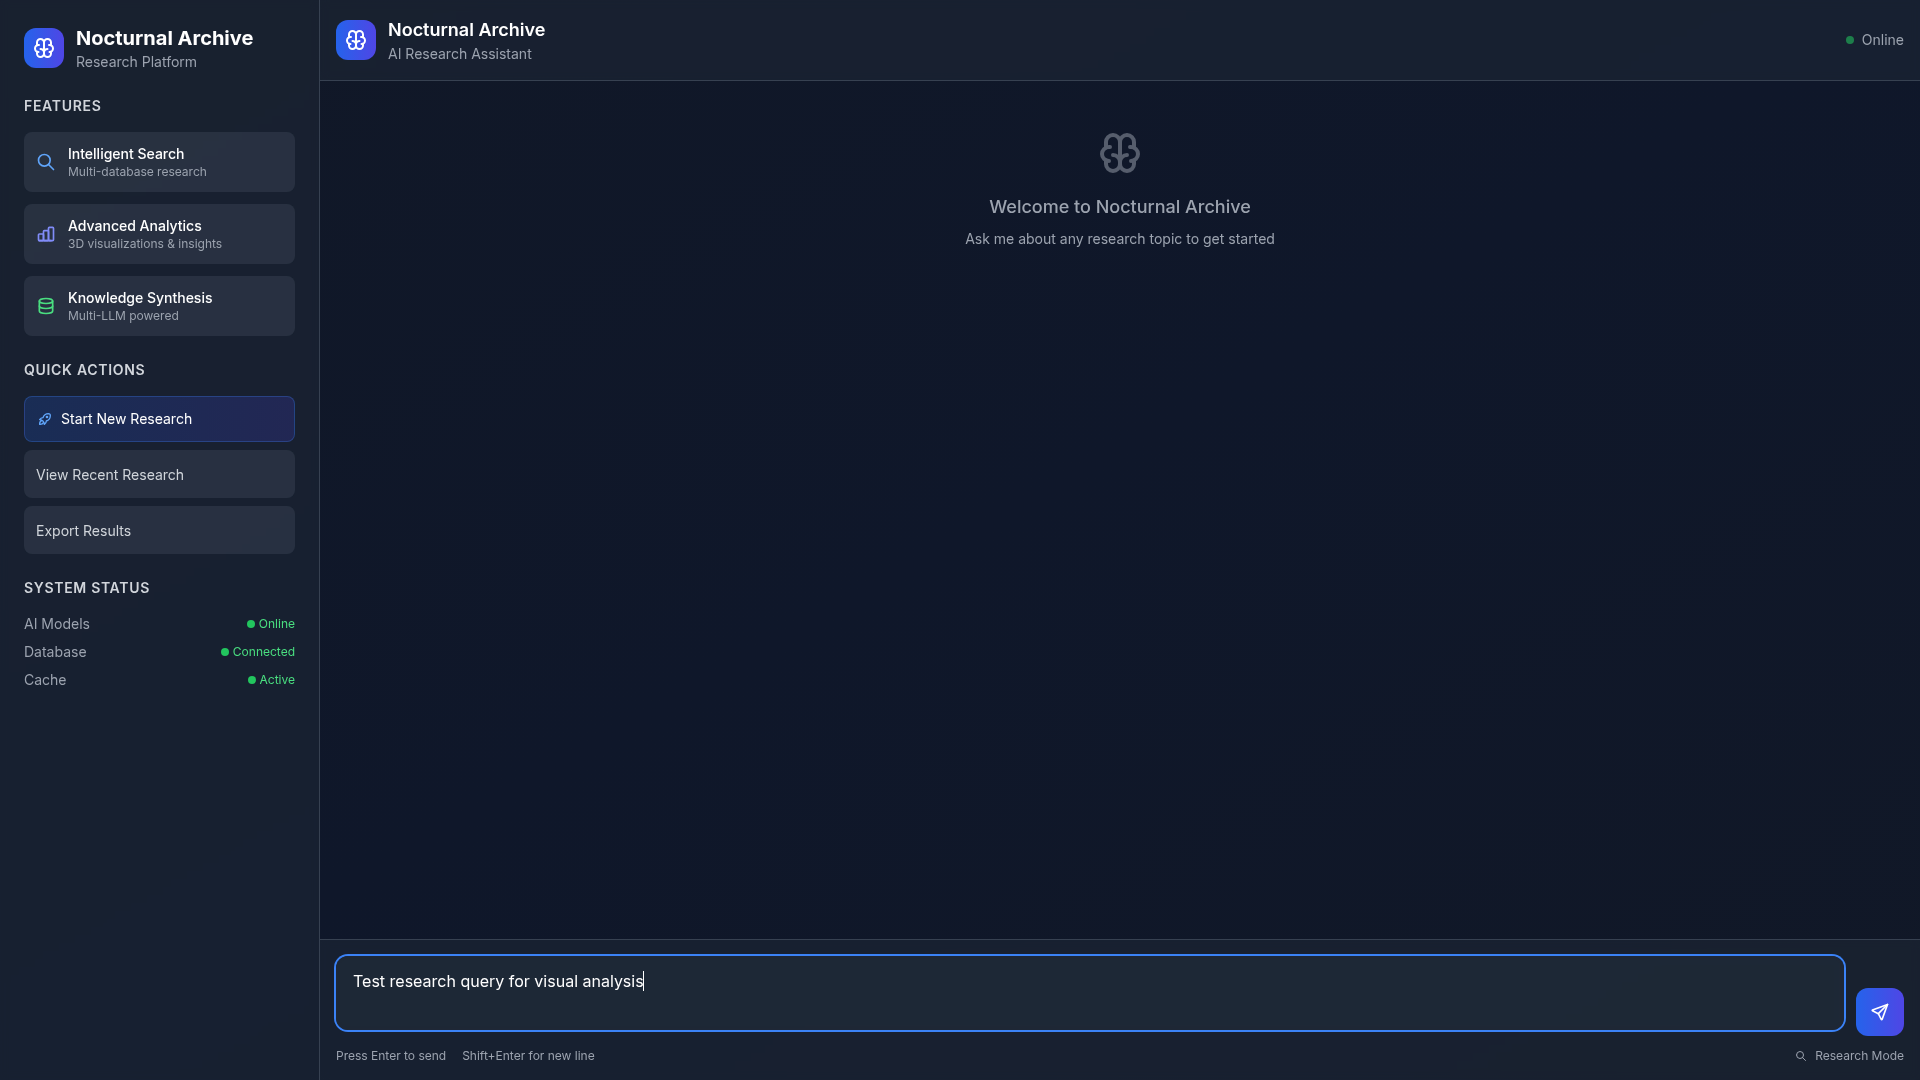 Nocturnal Archive
Research Platform
FEATURES
Intelligent Search
Multi-database research
Advanced Analytics
3D visualizations & insights
Knowledge Synthesis
Multi-LLM powered
QUICK ACTIONS
Start New Research
View Recent Research
Export Results
SYSTEM STATUS
AI Models Online
Database Connected
Cache Active
Nocturnal Archive
AI Research Assistant
Online
Welcome to Nocturnal Archive
Ask me about any research topic to get started
Test research query for visual analysis
Press Enter to send Shift+Enter for new line
Research Mode